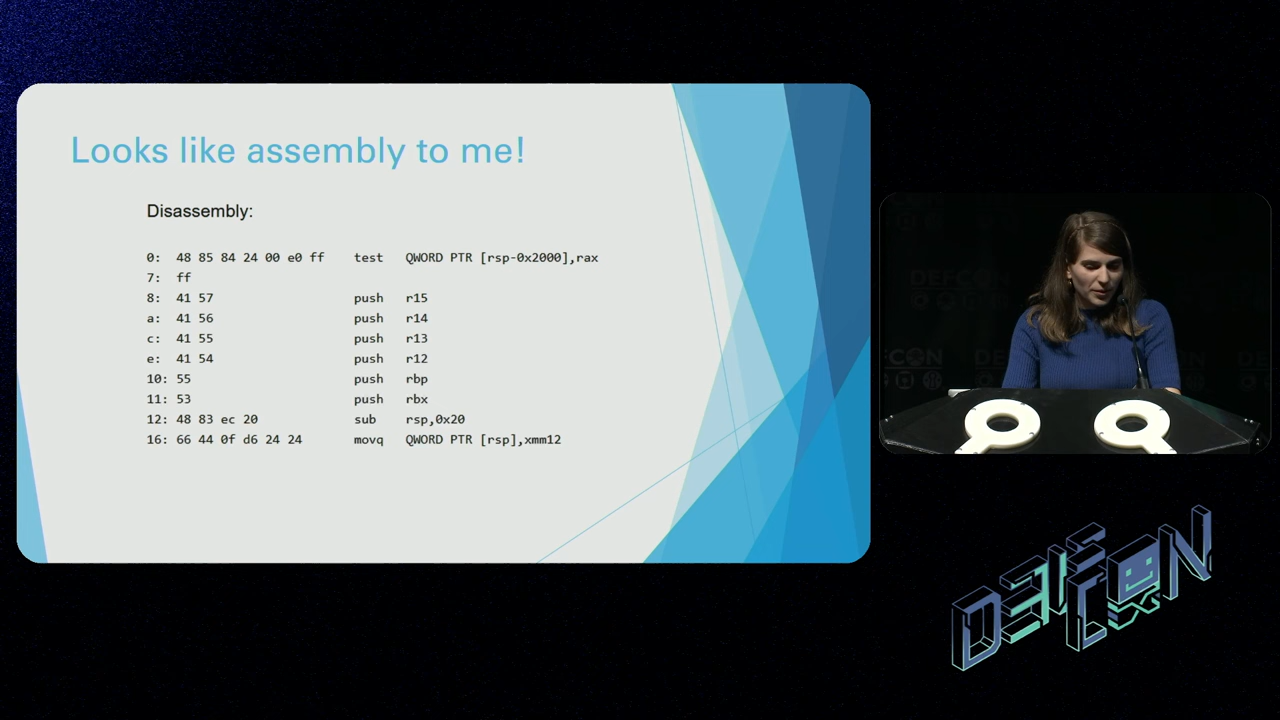 Looks like assembly to me!
Disassembly:
0: 48 85 84 24 00 e0 ff test QWORD PTR [rsp-0x2000],rax
7: ff
8: 41 57 push r15
a: 41 56 push r14
c: 41 55 push r13
e: 41 54 push r12
10: 55 push rbp
11: 53 push rbx
12: 48 83 ec 20 sub rsp,0x20
16: 66 44 0f d6 24 24 movq QWORD PTR [rsp],xmm12
DEFCON